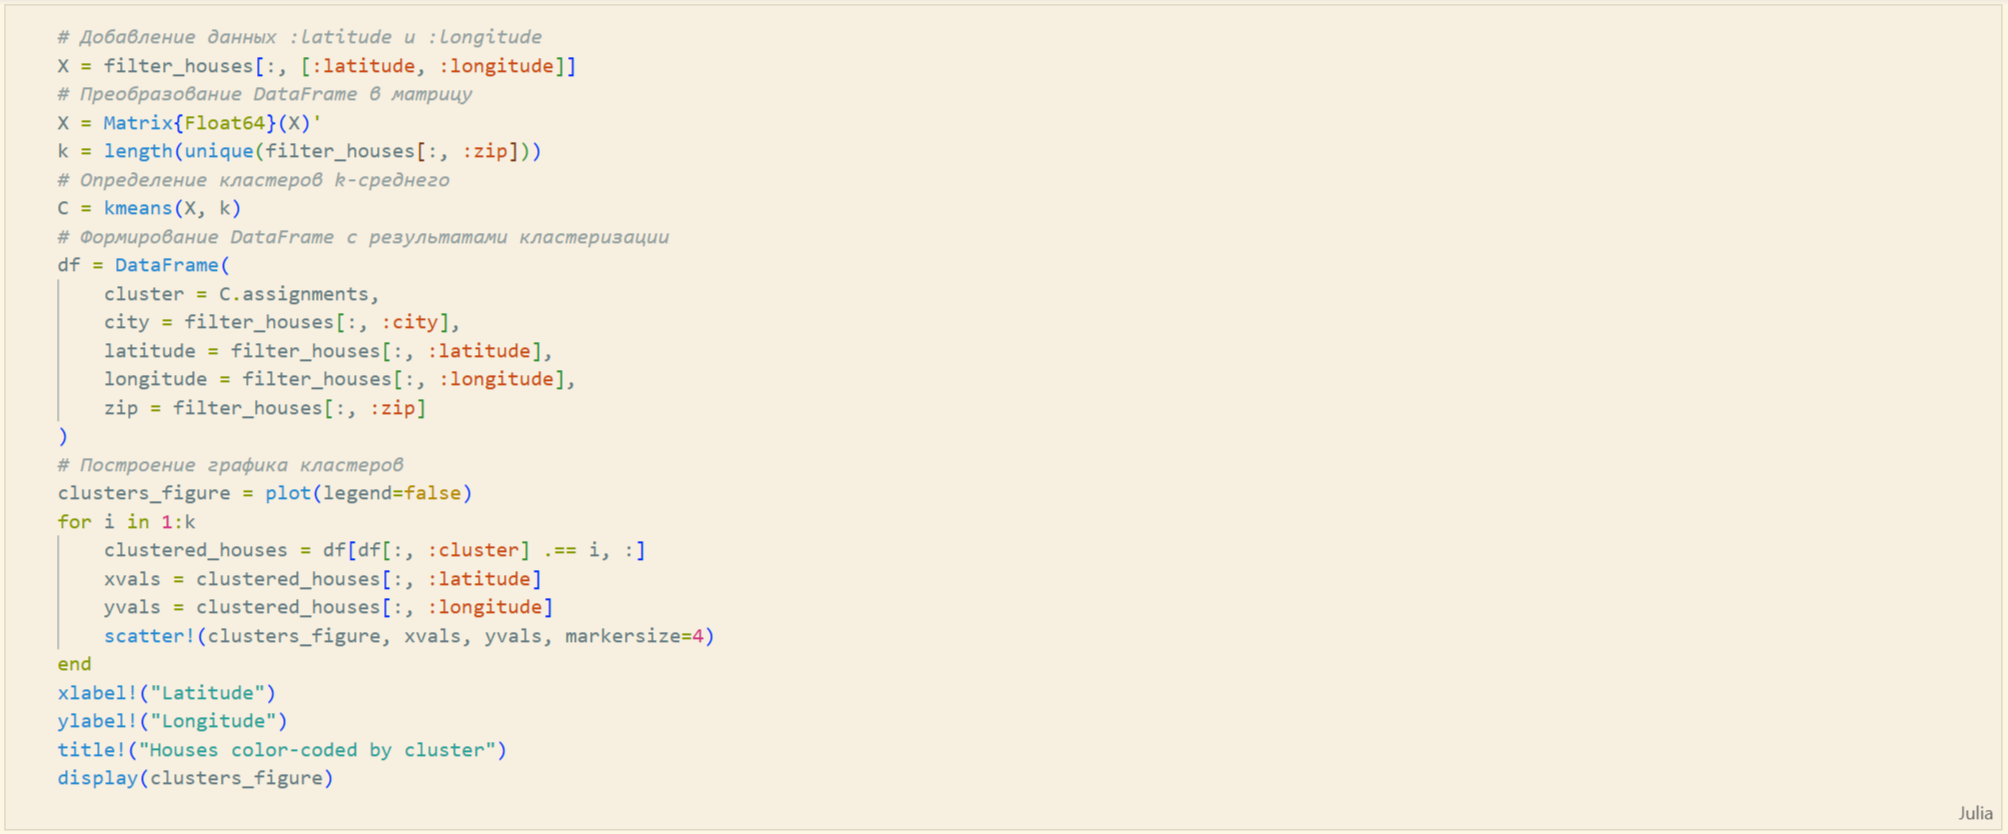 # Добавление данных :latitude и :longitude
X = filter_houses[:, [:latitude, :longitude]]
# Преобразование DataFrame в матрицу
X = Matrix{Float64}(X)'
k = length(unique(filter_houses[:, :zip]))
# Определение кластеров k-среднего
C = kmeans(X, k)
# Формирование DataFrame с результатами кластеризации
df = DataFrame(
    cluster = C.assignments,
    city = filter_houses[:, :city],
    latitude = filter_houses[:, :latitude],
    longitude = filter_houses[:, :longitude],
    zip = filter_houses[:, :zip]
)
# Построение графика кластеров
clusters_figure = plot(legend=false)
for i in 1:k
    clustered_houses = df[df[:, :cluster] .== i, :]
    xvals = clustered_houses[:, :latitude]
    yvals = clustered_houses[:, :longitude]
    scatter!(clusters_figure, xvals, yvals, markersize=4)
end
xlabel!("Latitude")
ylabel!("Longitude")
title!("Houses color-coded by cluster")
display(clusters_figure)
Julia